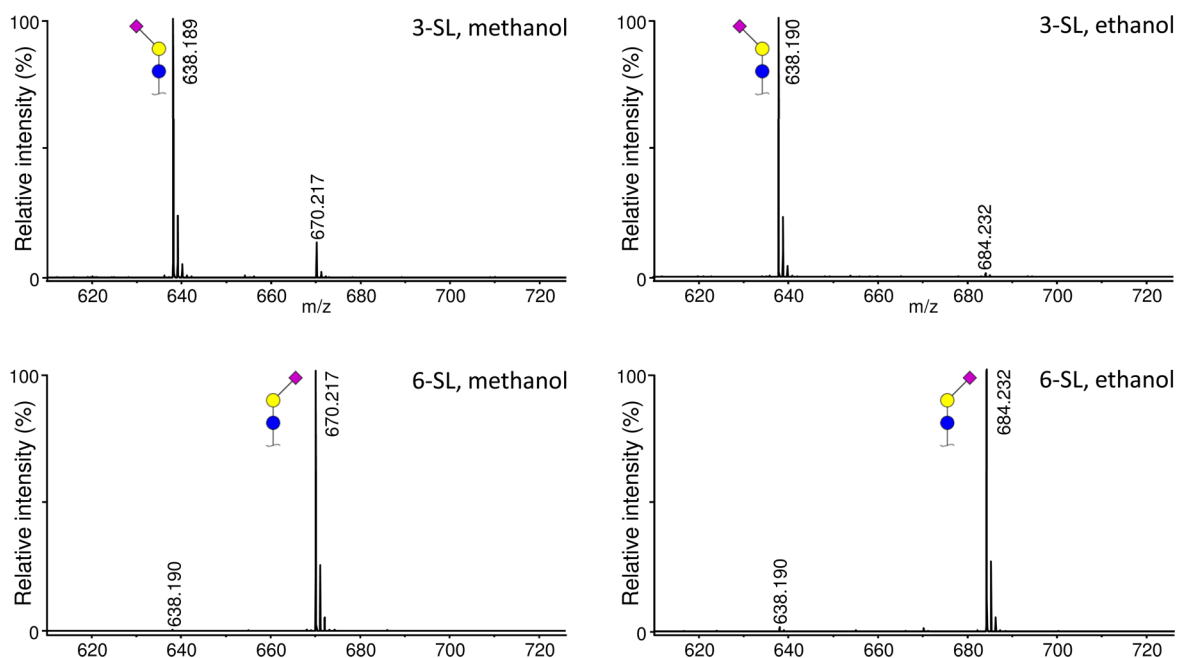 3-SL, methanol
Relative intensity (%)
100
0
638.189
670.217
620 640 660 680 700 720
m/z
3-SL, ethanol
Relative intensity (%)
100
0
638.190
684.232
620 640 660 680 700 720
m/z
6-SL, methanol
Relative intensity (%)
100
0
638.190
670.217
620 640 660 680 700 720
6-SL, ethanol
Relative intensity (%)
100
0
638.190
684.232
620 640 660 680 700 720